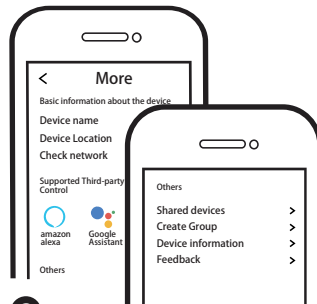 More
Basic information about the device
Device name
Device Location
Check network
Supported Third-party
Control
amazon
alexa
Google
Assistant
Others
Others
Shared devices
Create Group
Device information
Feedback